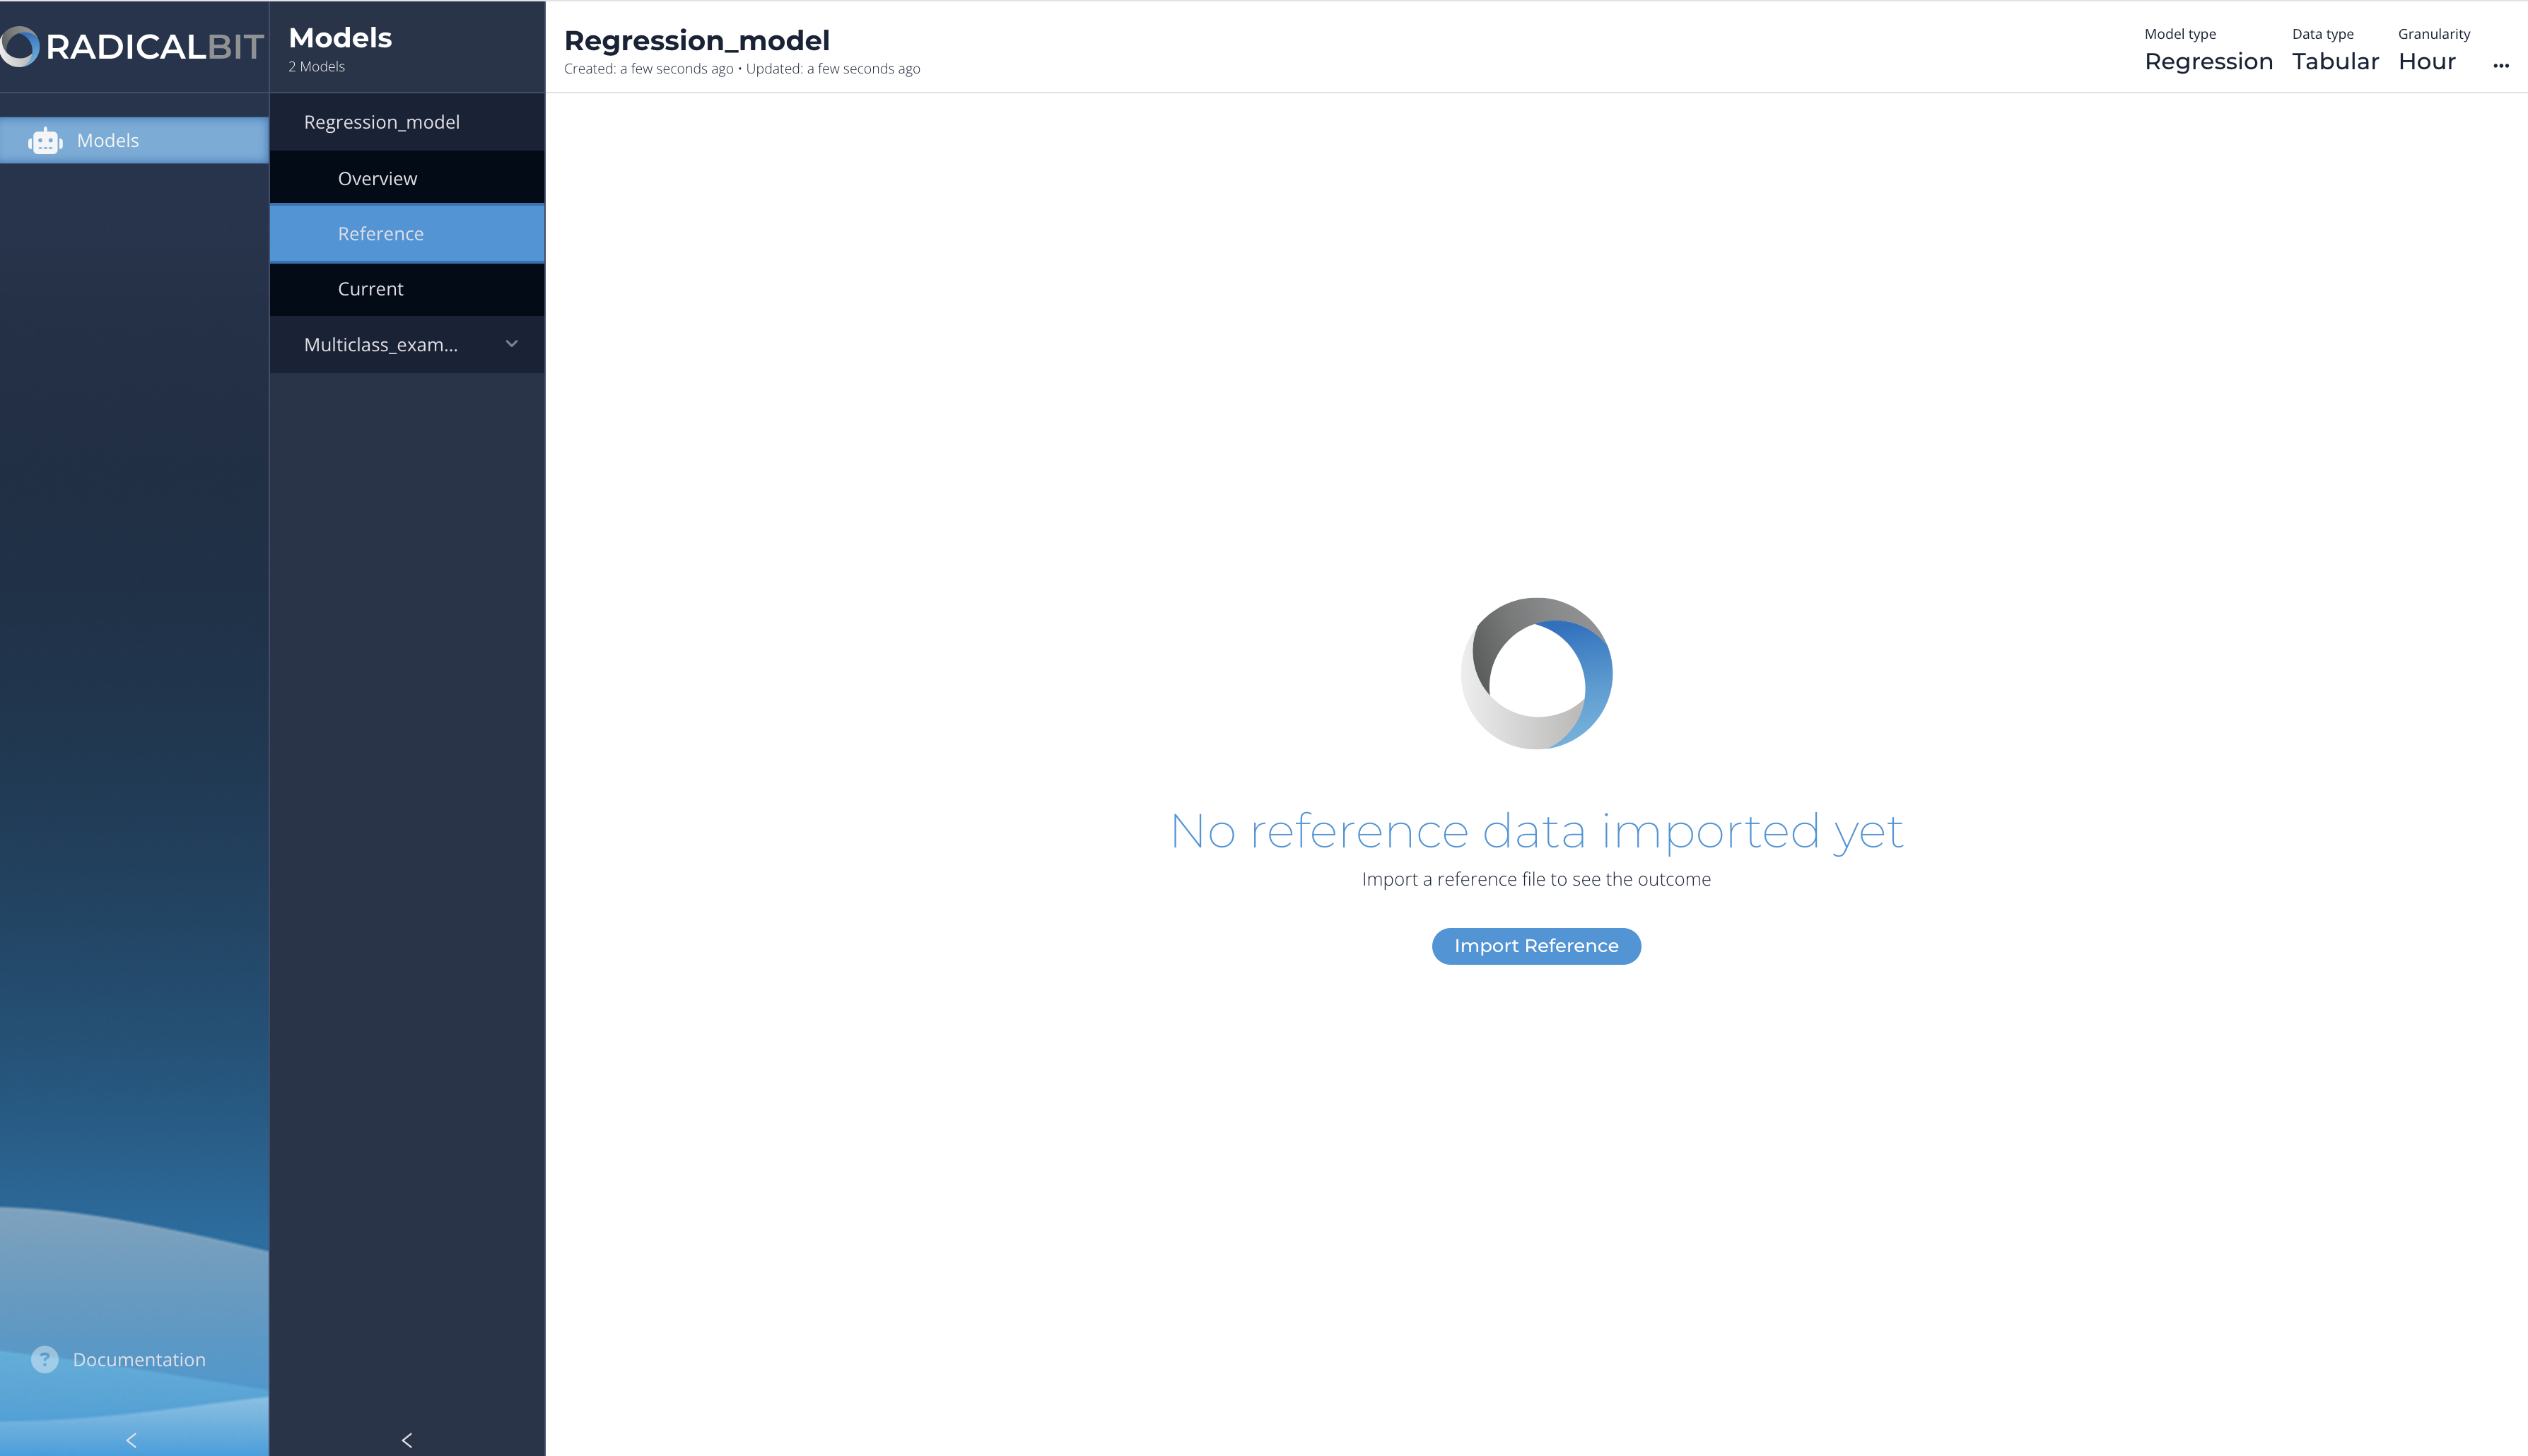 RADICALBIT
Models
Documentation
Models
2 Models
Regression_model
Overview
Reference
Current
Multiclass_exam...
Regression_model
Created: a few seconds ago • Updated: a few seconds ago
Model type
Regression
Data type
Tabular
Granularity
Hour
...
No reference data imported yet
Import a reference file to see the outcome
Import Reference